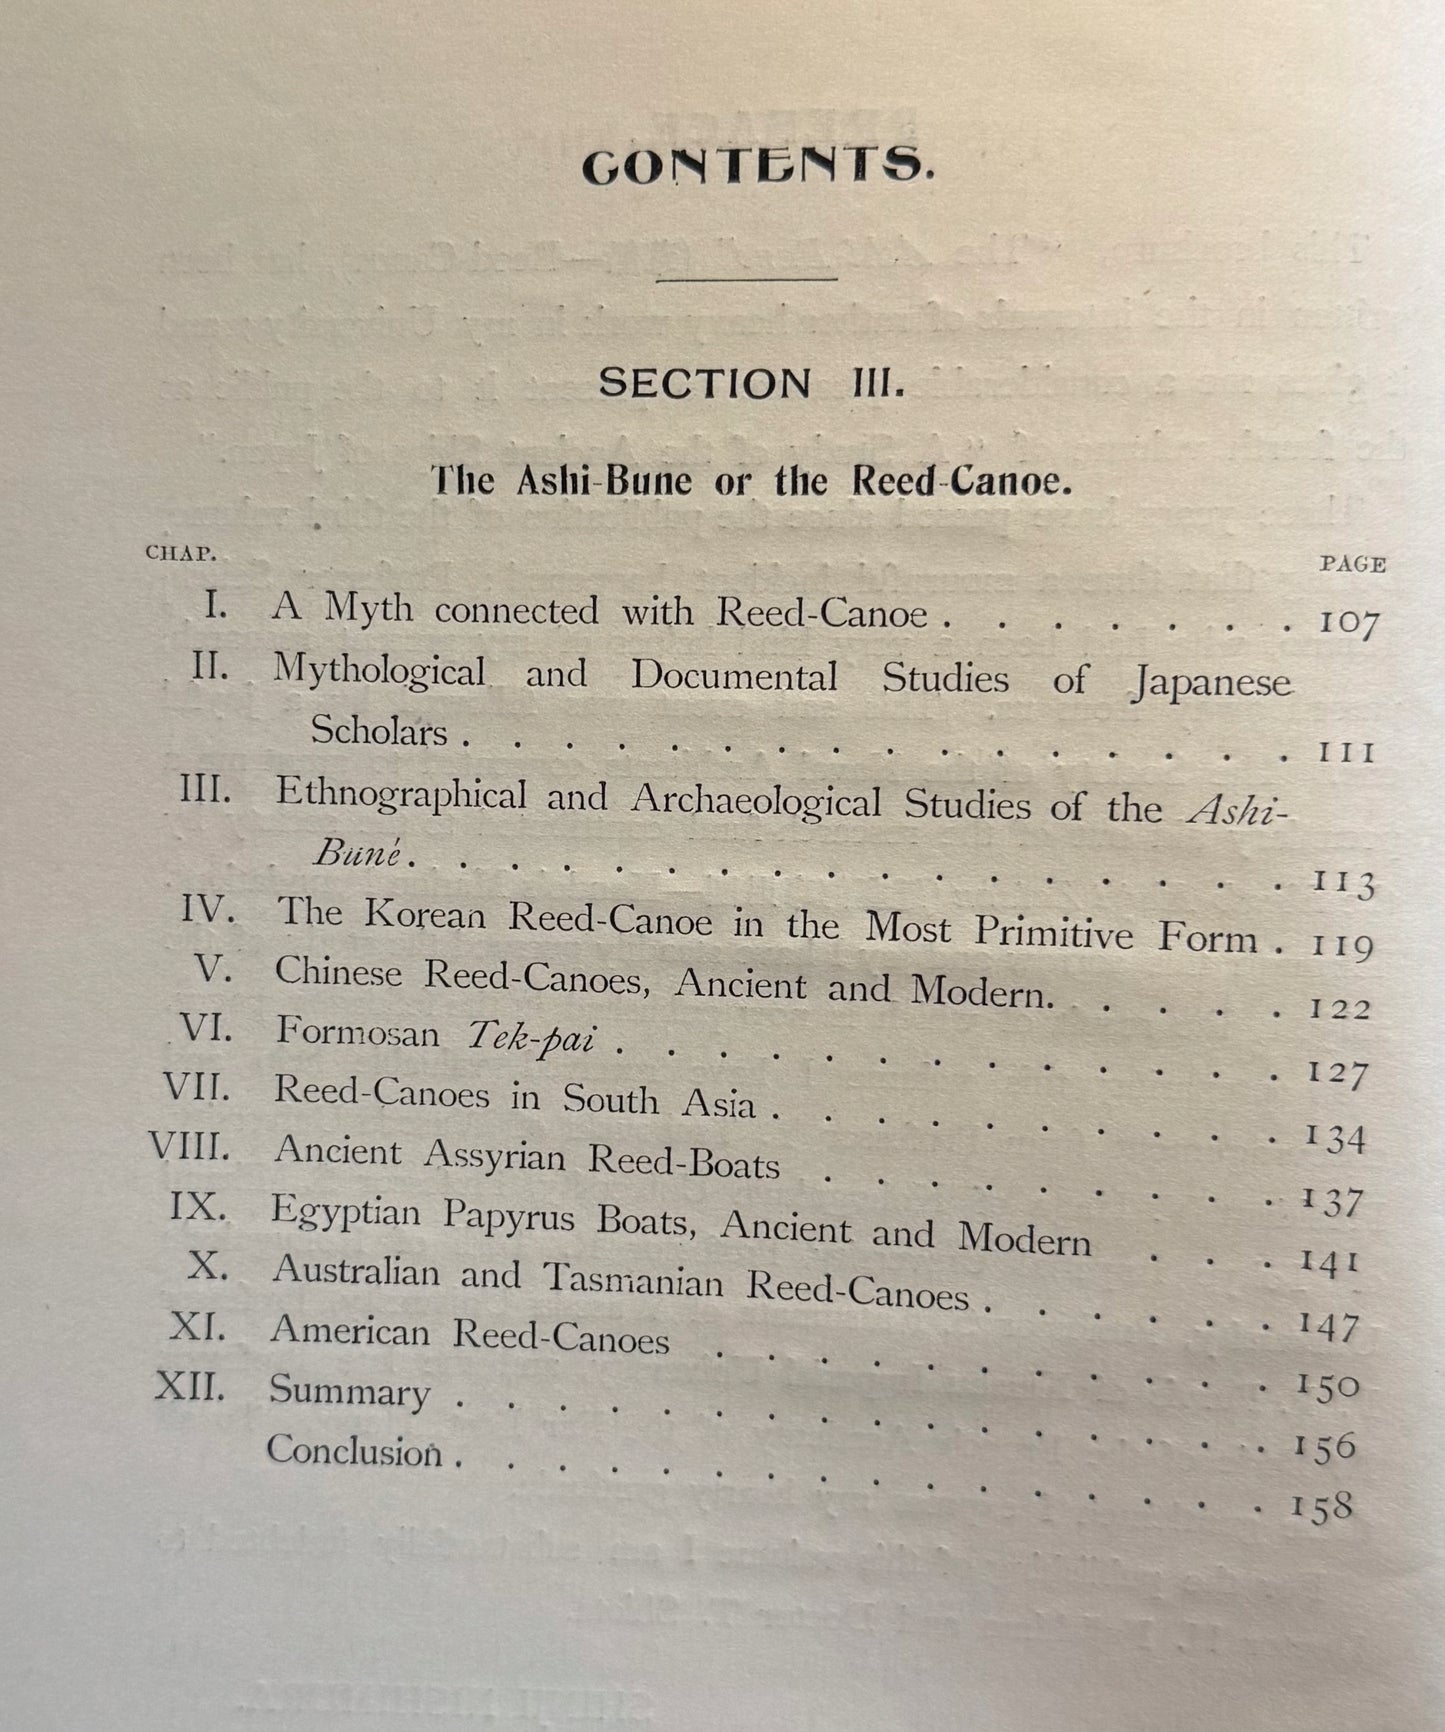 CONTENTS.
SECTION III.
The Ashi-Bune or the Reed-Canoe.
CHAP. PAGE
I. A Myth connected with Reed-Canoe . . . . . . . 107
II. Mythological and Documental Studies of Japanese
Scholars . . . . . . . . . . . . . . . . 111
III. Ethnographical and Archaeological Studies of the Ashi-
Buné . . . . . . . . . . . . . . . . . 113
IV. The Korean Reed-Canoe in the Most Primitive Form . 119
V. Chinese Reed-Canoes, Ancient and Modern. . . . . 122
VI. Formosan Tek-pai . . . . . . . . . . . . . 127
VII. Reed-Canoes in South Asia . . . . . . . . . . 134
VIII. Ancient Assyrian Reed-Boats . . . . . . . . . 137
IX. Egyptian Papyrus Boats, Ancient and Modern . . . 141
X. Australian and Tasmanian Reed-Canoes . . . . . . 147
XI. American Reed-Canoes . . . . . . . . . . . 150
XII. Summary . . . . . . . . . . . . . . . . 156
Conclusion . . . . . . . . . . . . . . . . 158